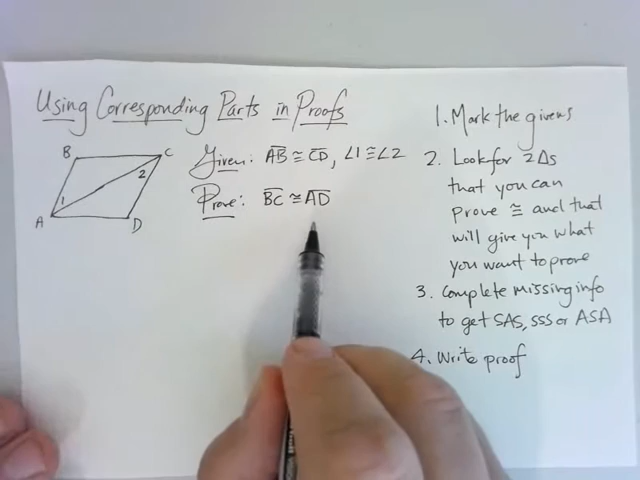 Using Corresponding Parts in Proofs
B
C
2
1
A
D
Given: AB ≅ CD, ∠1 ≅ ∠2
Prove: BC ≅ AD
1. Mark the givens
2. Look for 2 Δs
that you can
prove ≅ and that
will give you what
you want to prove
3. Complete missing info
to get SAS, SSS or ASA
4. Write proof